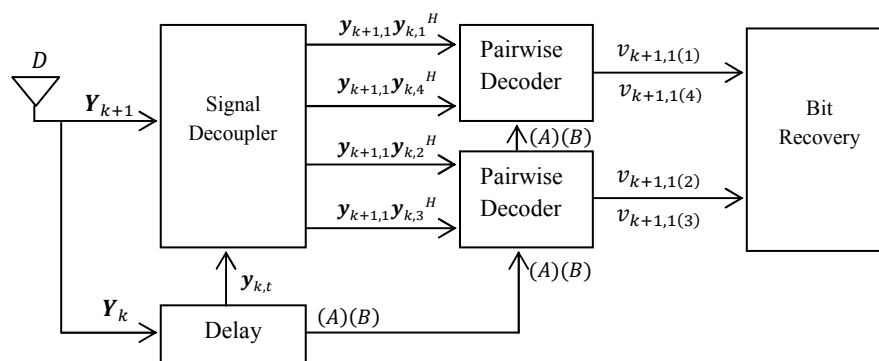 D
Y_{k+1}
Signal
Decoupler
y_{k+1,1}y_{k,1}^H
y_{k+1,1}y_{k,4}^H
y_{k+1,1}y_{k,2}^H
y_{k+1,1}y_{k,3}^H
Pairwise
Decoder
(A)(B)
Pairwise
Decoder
(A)(B)
v_{k+1,1(1)}
v_{k+1,1(4)}
v_{k+1,1(2)}
v_{k+1,1(3)}
Bit
Recovery
y_{k,t}
Y_k
Delay
(A)(B)